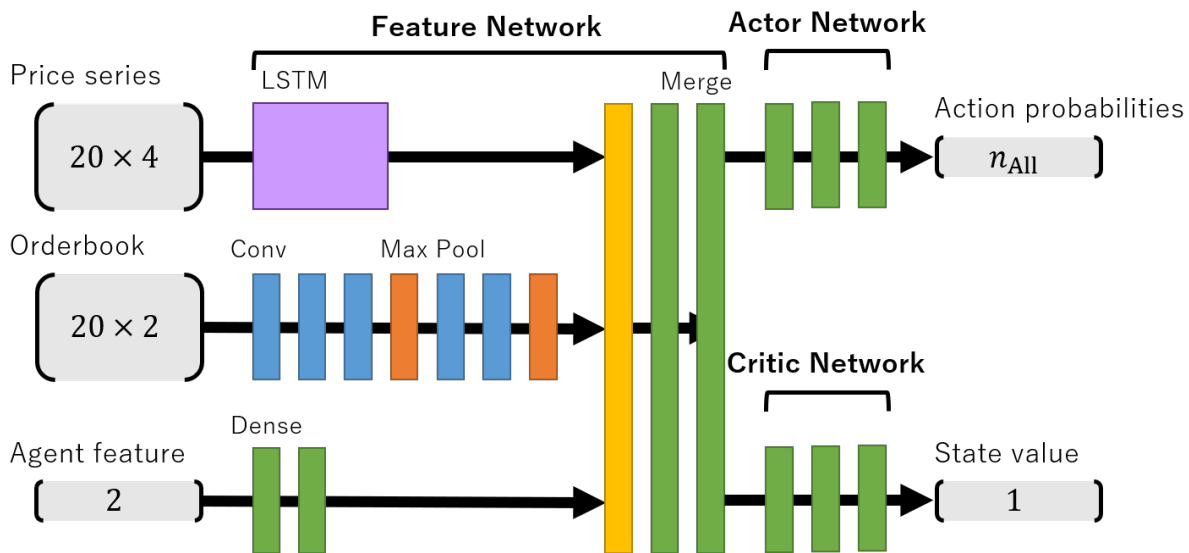 Feature Network
Actor Network
Price series
LSTM
Merge
Action probabilities
20 × 4
n_All
Orderbook
Conv
Max Pool
20 × 2
Critic Network
Dense
Agent feature
State value
2
1